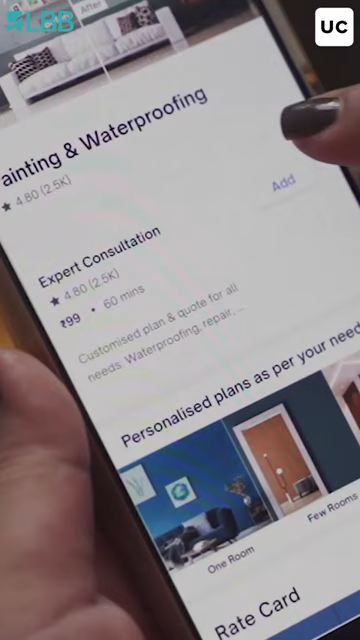 LBB
UC
After
ainting & Waterproofing
★ 4.80 (2.5K)
Add
Expert Consultation
★ 4.80 (2.5K)
₹99 • 60 mins
Customised plan & quote for all
needs: Waterproofing, repair, ...
Personalised plans as per your need
One Room
Few Rooms
Rate Card